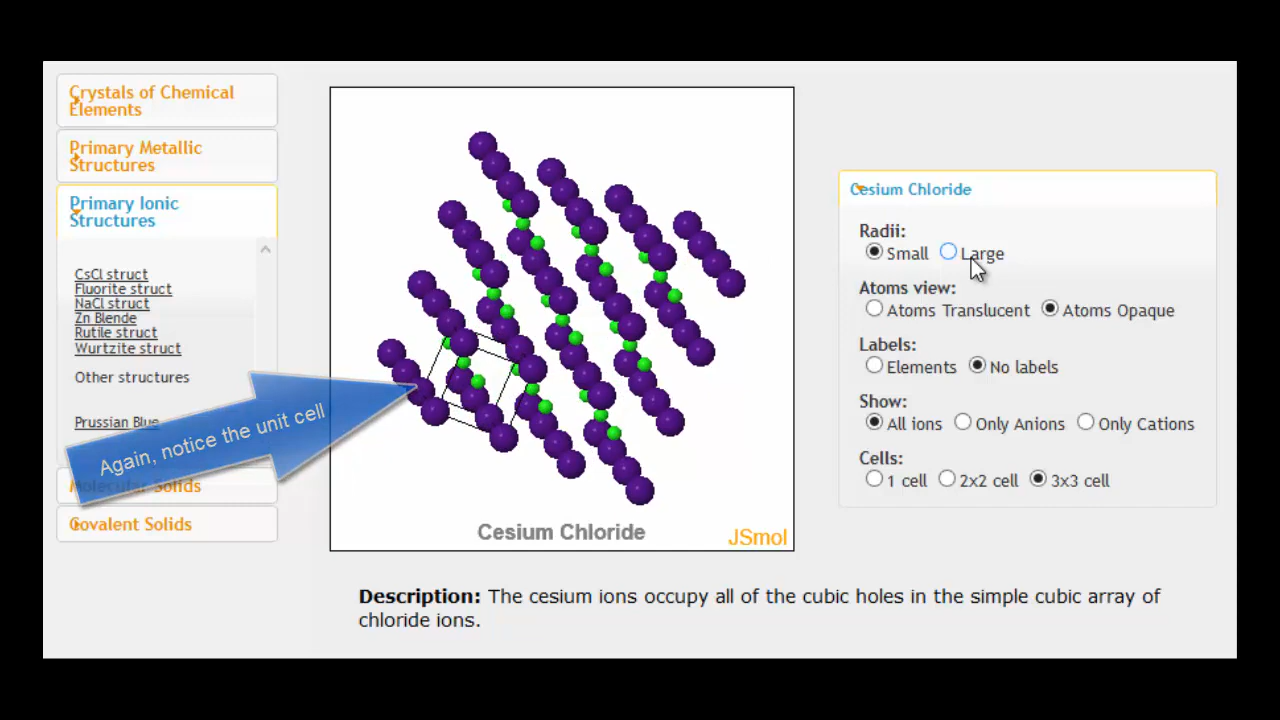 Crystals of Chemical
Elements
Primary Metallic
Structures
Primary Ionic
Structures
CsCl struct
Fluorite struct
NaCl struct
Zn Blende
Rutile struct
Wurtzite struct
Other structures
Prussian Blue
Again, notice the unit cell
Molecular Solids
Covalent Solids
Cesium Chloride
JSmol
Cesium Chloride
Radii:
Small Large
Atoms view:
Atoms Translucent Atoms Opaque
Labels:
Elements No labels
Show:
All ions Only Anions Only Cations
Cells:
1 cell 2x2 cell 3x3 cell
Description: The cesium ions occupy all of the cubic holes in the simple cubic array of
chloride ions.